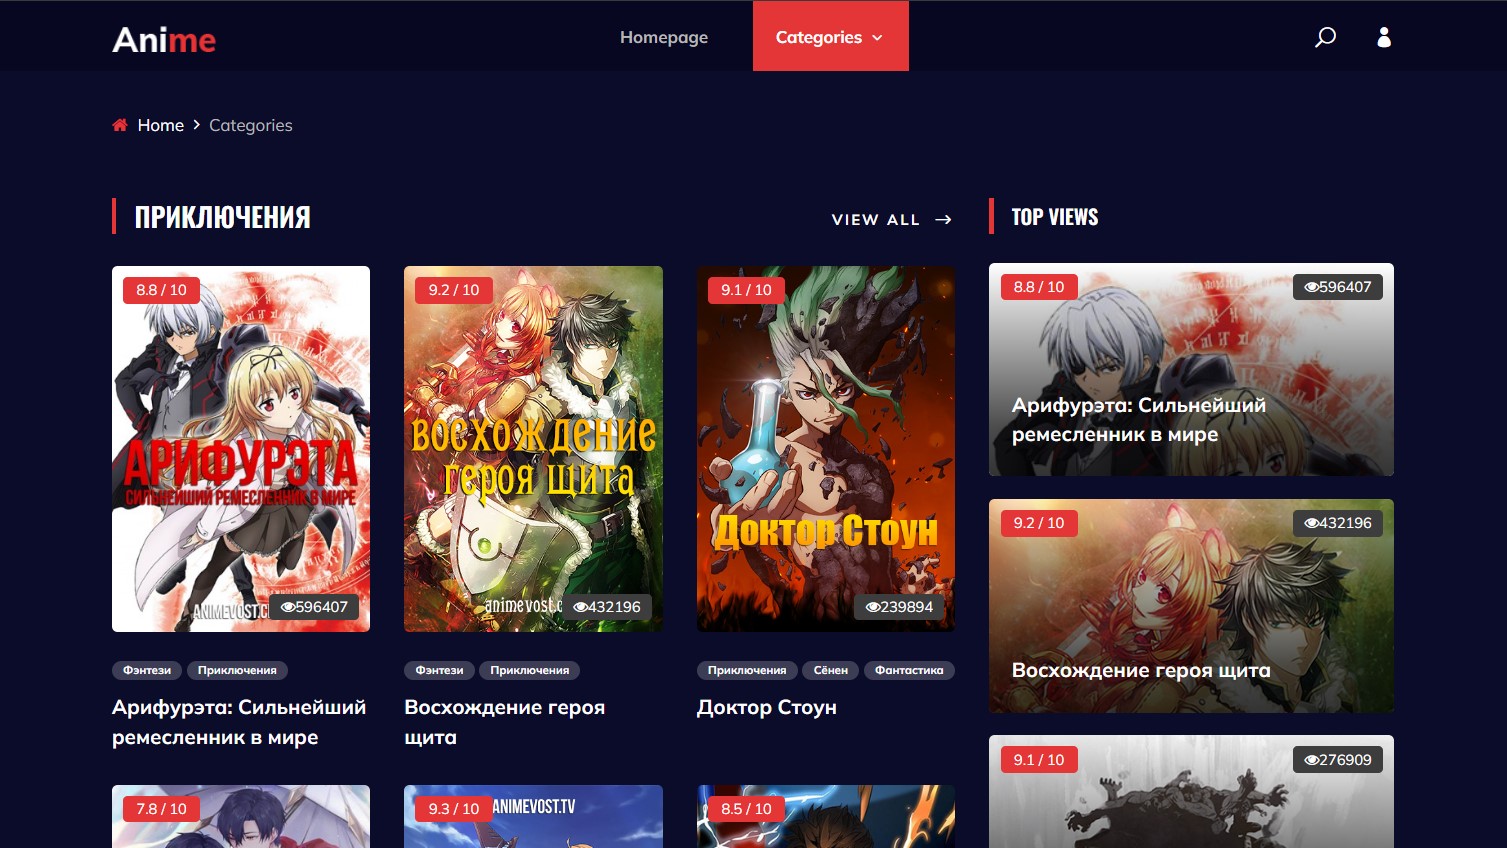 Anime
Homepage
Categories
Home
Categories
ПРИКЛЮЧЕНИЯ
VIEW ALL
TOP VIEWS
8.8 / 10
АРИФУРЭТА
СИЛЬНЕЙШИЙ РЕМЕСЛЕННИК В МИРЕ
596407
Фэнтези
Приключения
Арифурэта: Сильнейший
ремесленник в мире
9.2 / 10
восхождение
героя щита
432196
Фэнтези
Приключения
Восхождение героя
щита
9.1 / 10
Доктор Стоун
239894
Приключения
Сёнен
Фантастика
Доктор Стоун
7.8 / 10
9.3 / 10
ANIMEVOST.TV
8.5 / 10
8.8 / 10
596407
Арифурэта: Сильнейший
ремесленник в мире
9.2 / 10
432196
Восхождение героя щита
9.1 / 10
276909